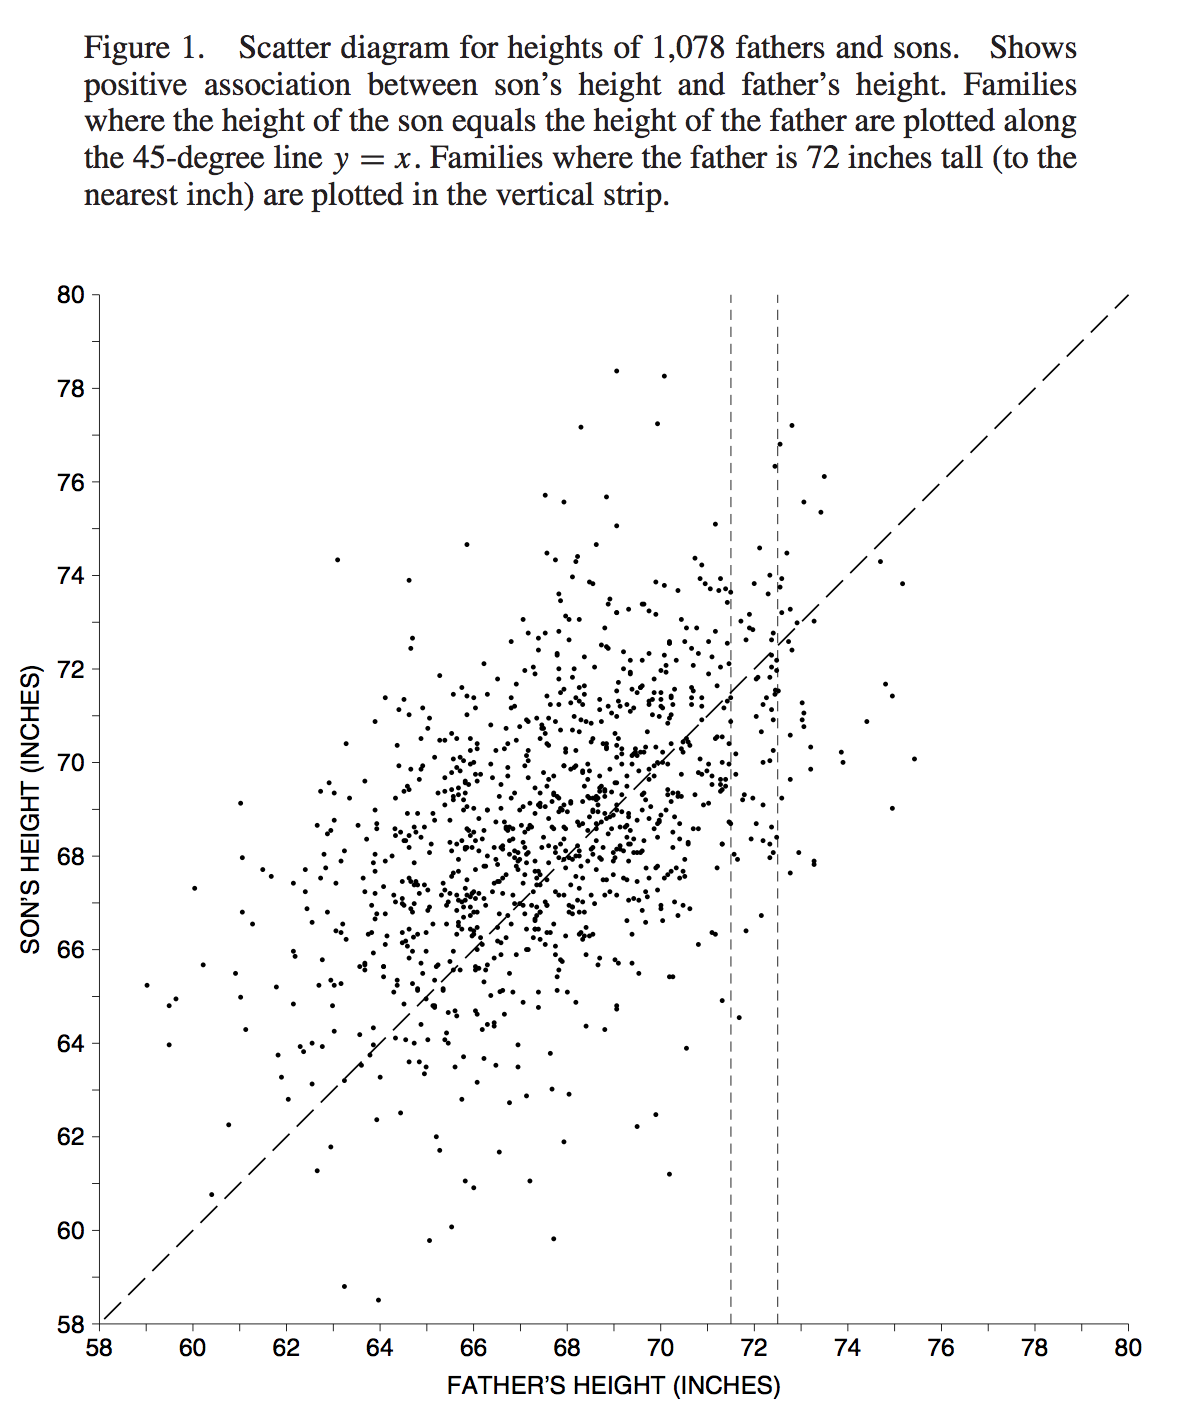 Figure 1. Scatter diagram for heights of 1,078 fathers and sons. Shows
positive association between son's height and father's height. Families
where the height of the son equals the height of the father are plotted along
the 45-degree line y = x. Families where the father is 72 inches tall (to the
nearest inch) are plotted in the vertical strip.
80
78
76
74
72
70
68
66
64
62
60
58
SON'S HEIGHT (INCHES)
58 60 62 64 66 68 70 72 74 76 78 80
FATHER'S HEIGHT (INCHES)